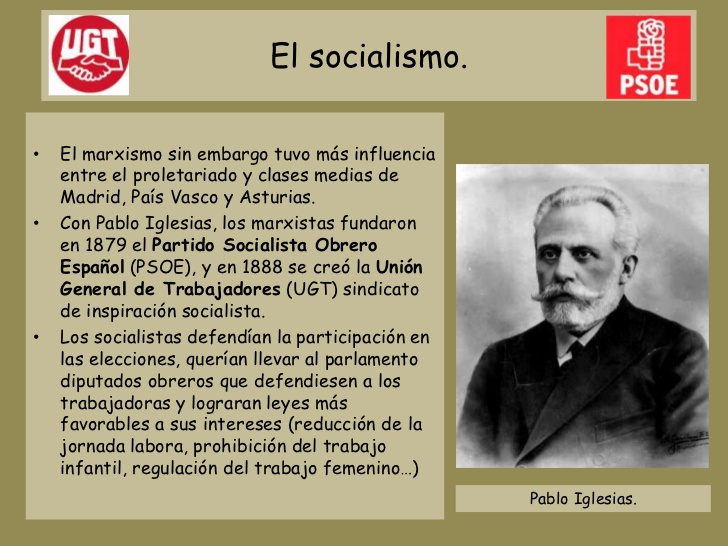 UGT
El socialismo.
PSOE
• El marxismo sin embargo tuvo más influencia
entre el proletariado y clases medias de
Madrid, País Vasco y Asturias.
• Con Pablo Iglesias, los marxistas fundaron
en 1879 el Partido Socialista Obrero
Español (PSOE), y en 1888 se creó la Unión
General de Trabajadores (UGT) sindicato
de inspiración socialista.
• Los socialistas defendían la participación en
las elecciones, querían llevar al parlamento
diputados obreros que defendiesen a los
trabajadoras y lograran leyes más
favorables a sus intereses (reducción de la
jornada labora, prohibición del trabajo
infantil, regulación del trabajo femenino…)
Pablo Iglesias.